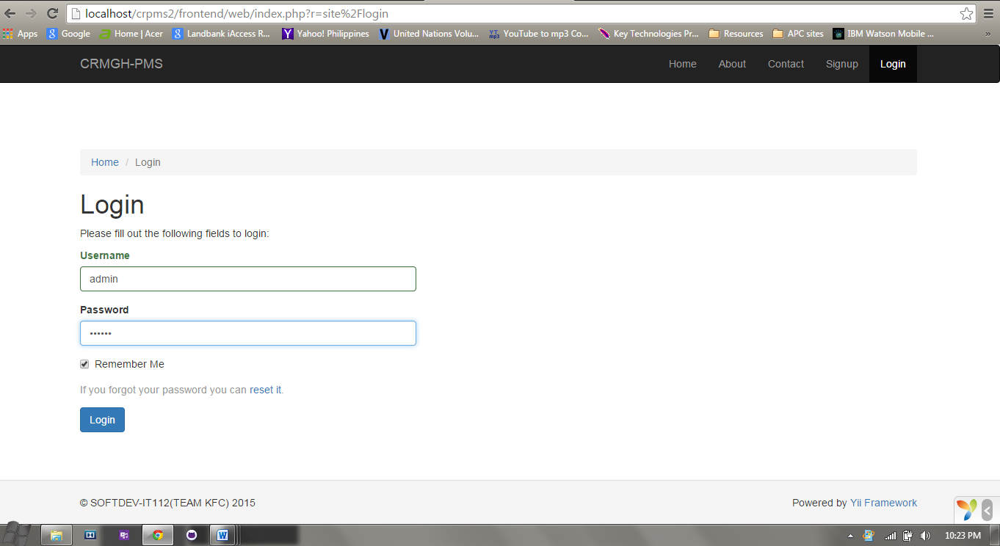 localhost/crpms2/frontend/web/index.php?r=site%2Flogin
Apps Google Home | Acer Landbank iAccess R... Yahoo! Philippines United Nations Volu... YouTube to mp3 Co... Key Technologies Pr... Resources APC sites IBM Watson Mobile ... »
CRMGH-PMS Home About Contact Signup Login
Home / Login
Login
Please fill out the following fields to login:
Username
admin
Password
••••••
Remember Me
If you forgot your password you can reset it.
Login
© SOFTDEV-IT112(TEAM KFC) 2015 Powered by Yii Framework
10:23 PM